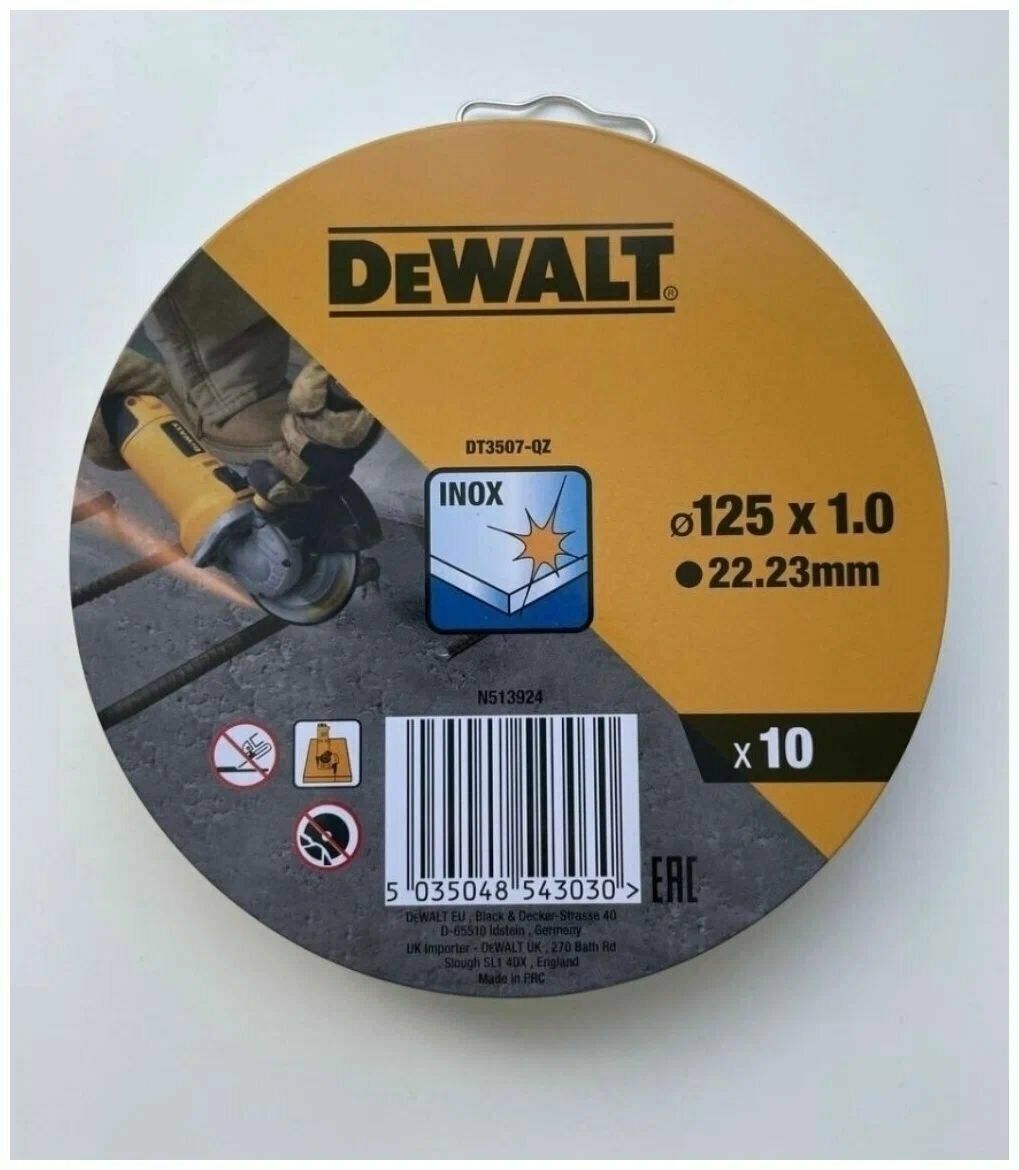 DEWALT®
DEWALT
DT3507-QZ
INOX
ø125 x 1.0
●22.23mm
N513924
x 10
5 035048 543030 >
EAC
DEWALT EU , Black & Decker-Strasse 40
D-65510 Idstein , Germany
UK Importer - DEWALT UK , 270 Bath Rd
Slough SL1 4DX , England
Made in PRC